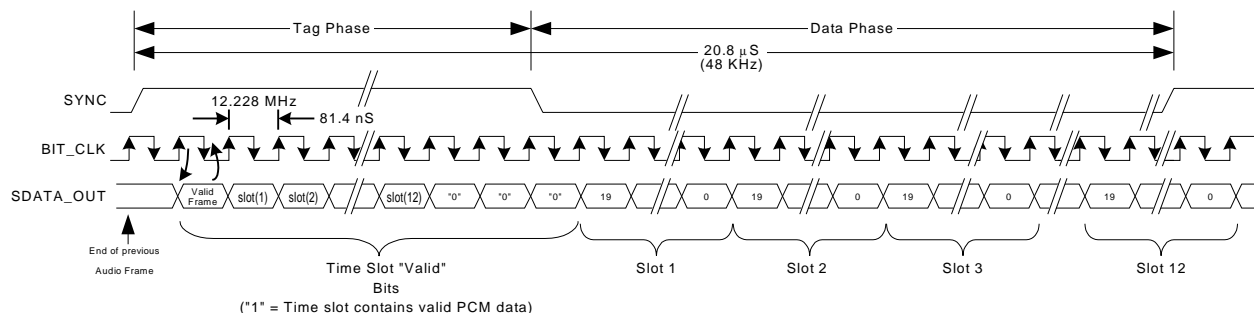 Tag Phase
Data Phase
20.8 µS
(48 KHz)
SYNC
12.228 MHz
81.4 nS
BIT_CLK
SDATA_OUT
Valid
Frame
slot(1)
slot(2)
slot(12)
"0"
"0"
"0"
19
0
19
0
19
0
19
0
End of previous
Audio Frame
Time Slot "Valid"
Bits
("1" = Time slot contains valid PCM data)
Slot 1
Slot 2
Slot 3
Slot 12